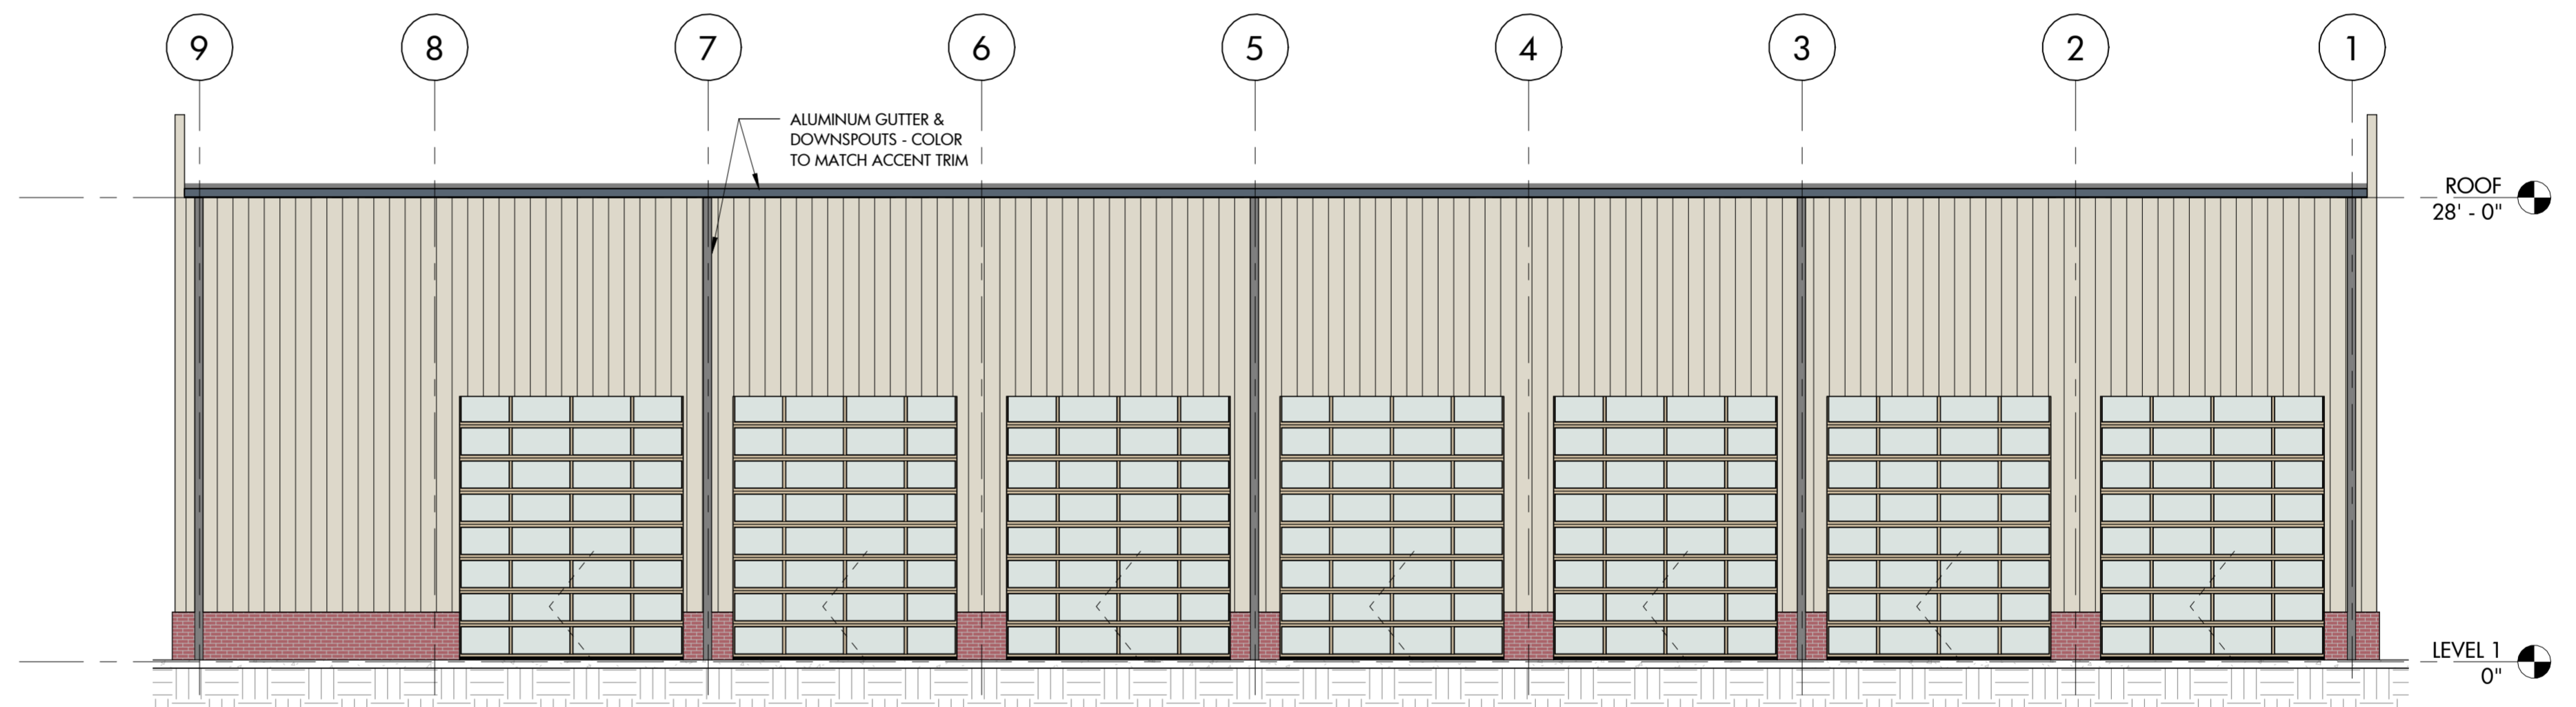 9 8 7 6 5 4 3 2 1
ALUMINUM GUTTER &
DOWNSPOUTS - COLOR
TO MATCH ACCENT TRIM
ROOF
28' - 0"
LEVEL 1
0"